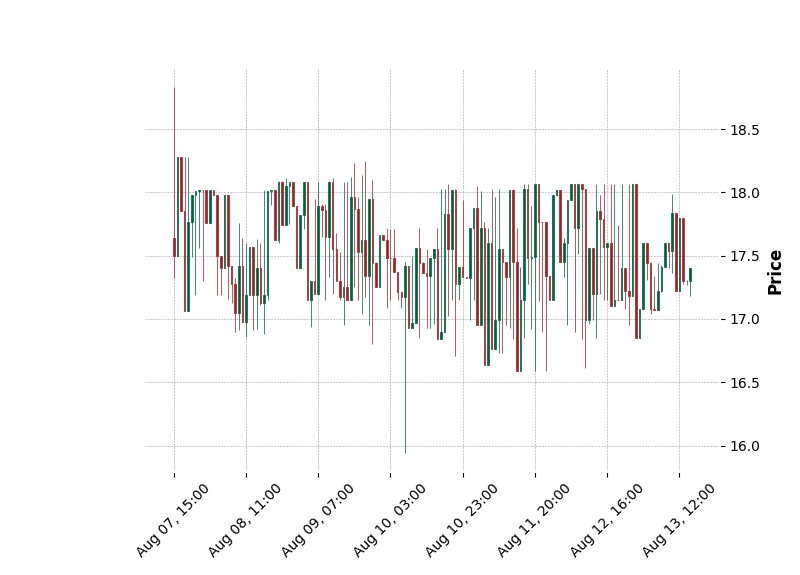 18.5
18.0
17.5
17.0
16.5
16.0
Price
Aug 07, 15:00
Aug 08, 11:00
Aug 09, 07:00
Aug 10, 03:00
Aug 10, 23:00
Aug 11, 20:00
Aug 12, 16:00
Aug 13, 12:00